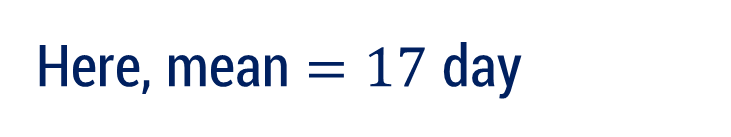 Here, mean = 17 day